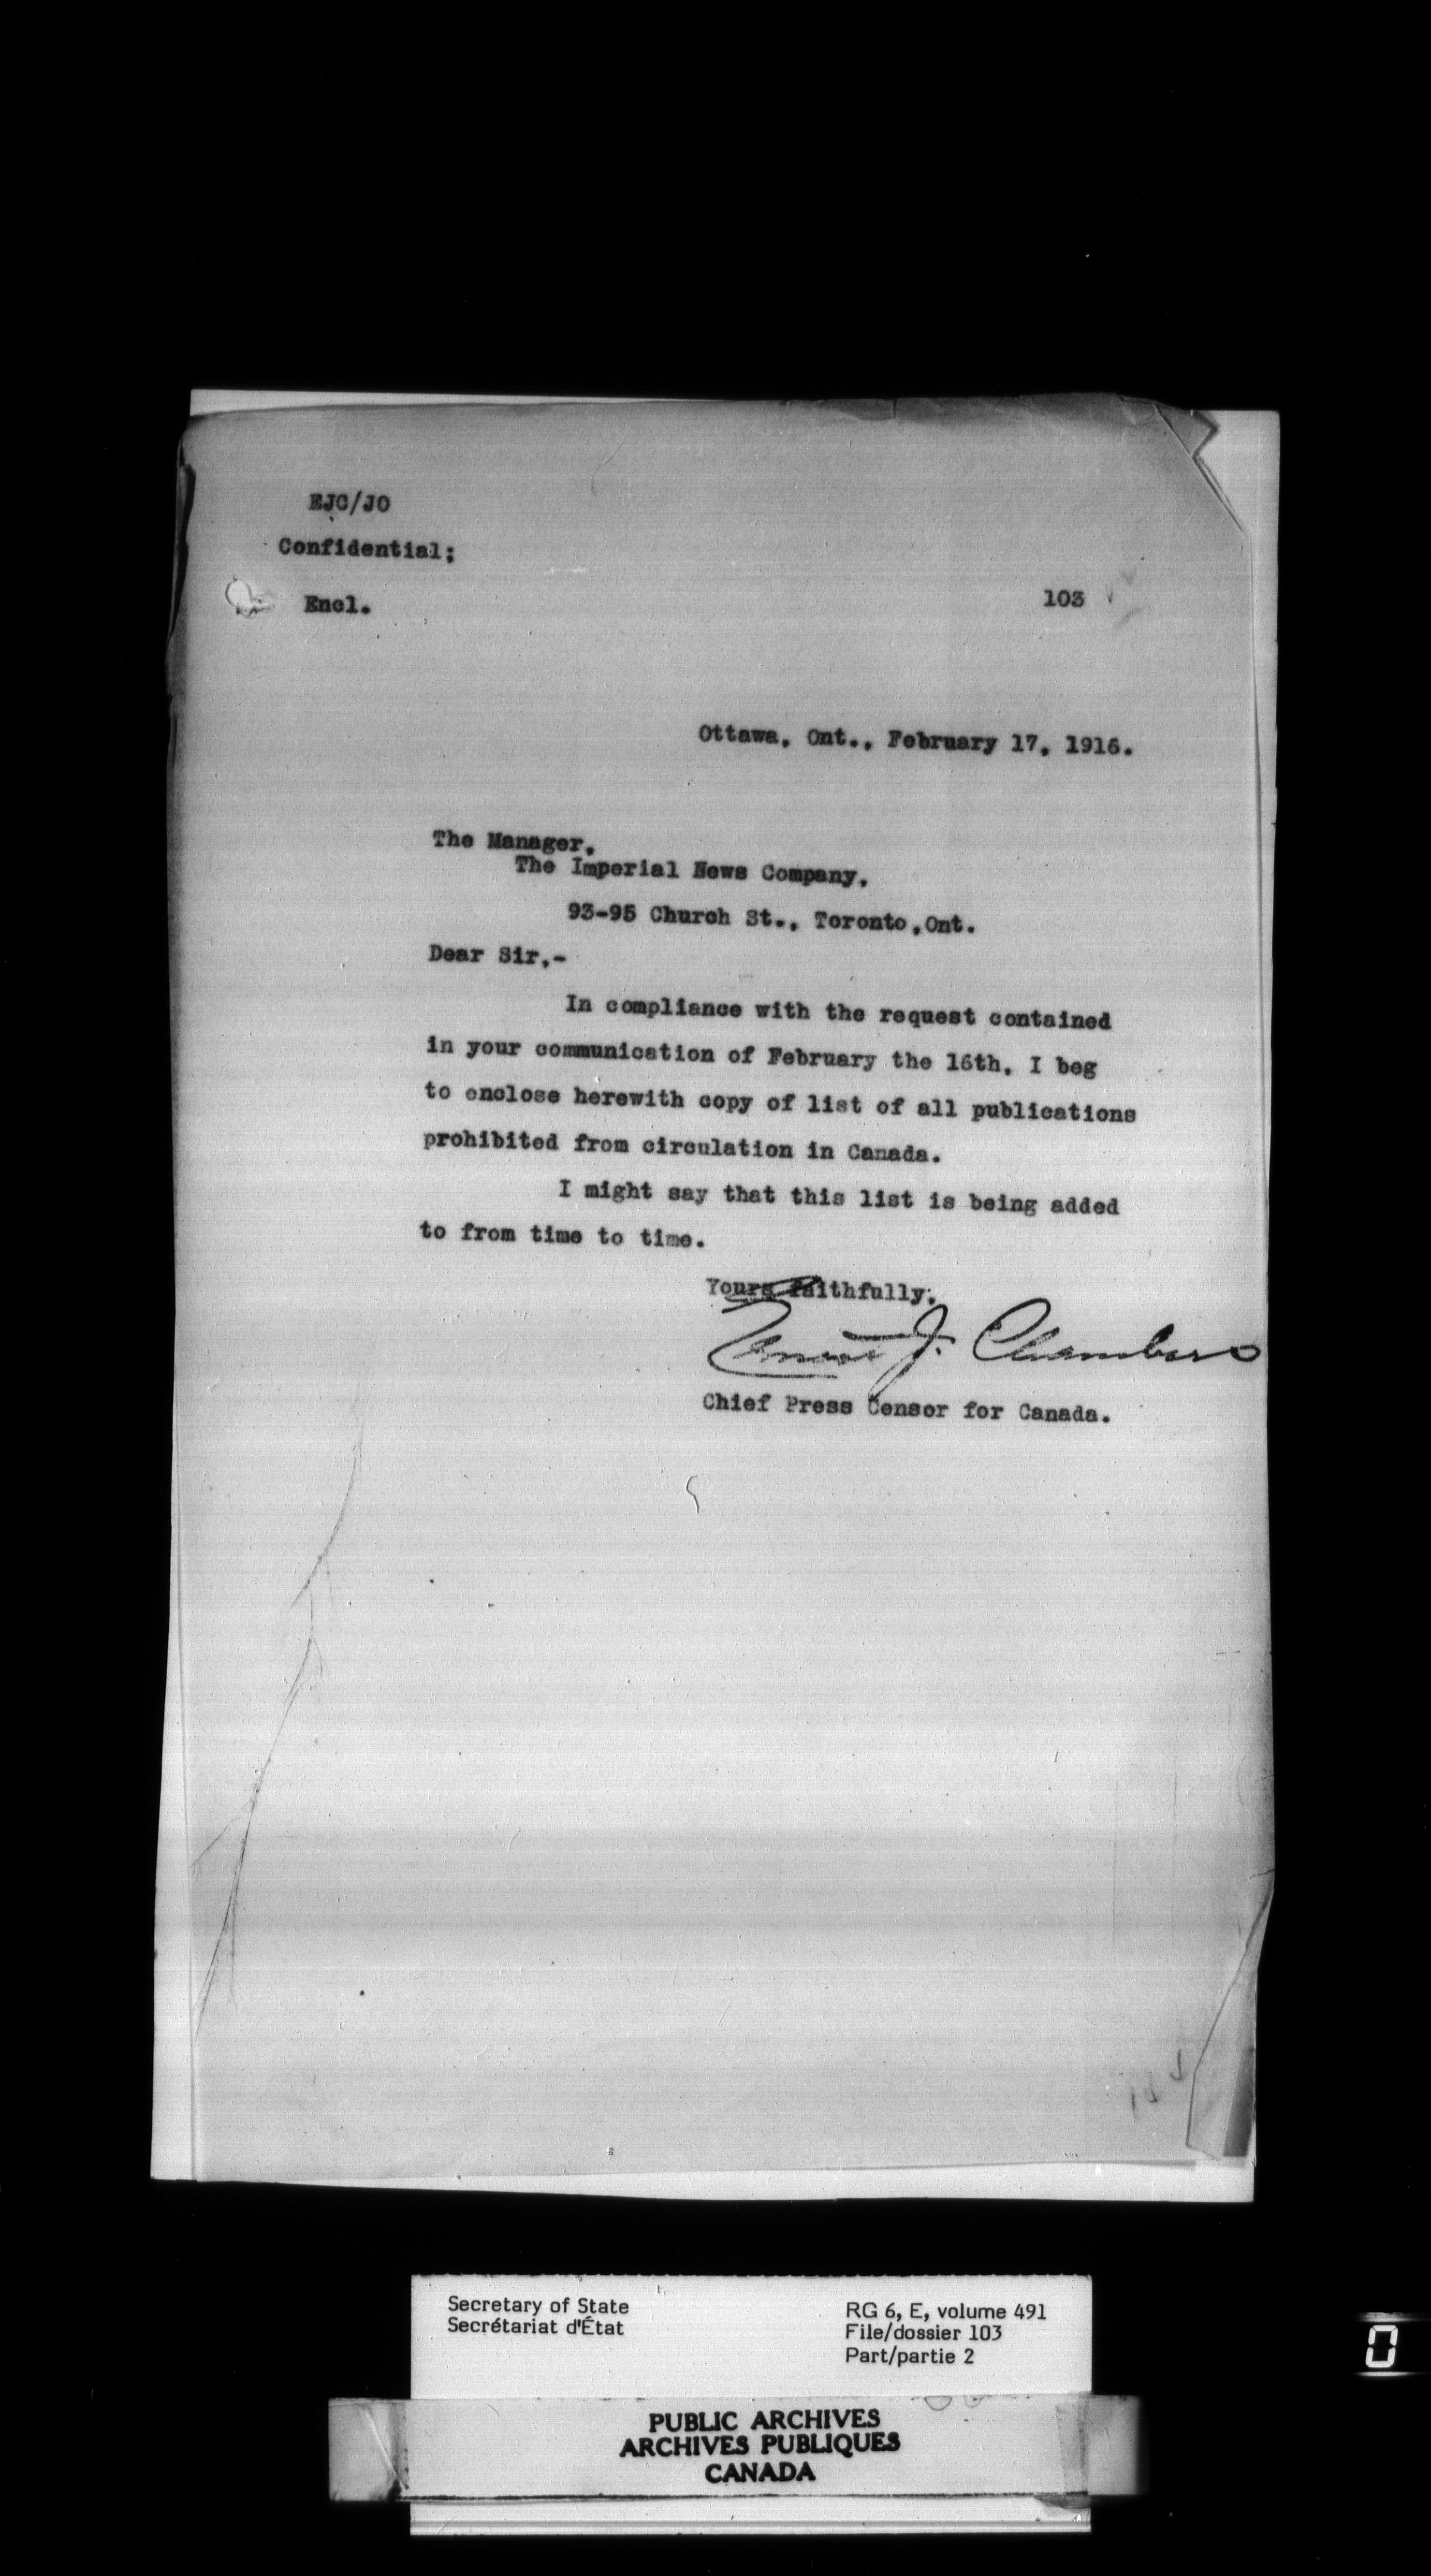 EJC/JO
Confidential;
Encl.
103
Ottawa, Ont., February 17, 1916.
The Manager,
The Imperial News Company,
93-95 Church St., Toronto,Ont.
Dear Sir,-
In compliance with the request contained
in your communication of February the 16th, I beg
to enclose herewith copy of list of all publications
prohibited from circulation in Canada.
I might say that this list is being added
to from time to time.
Yours faithfully,
Ernest J. Chambers
Chief Press Censor for Canada.
Secretary of State
Secrétariat d'État
RG 6, E, volume 491
File/dossier 103
Part/partie 2
PUBLIC ARCHIVES
ARCHIVES PUBLIQUES
CANADA
0